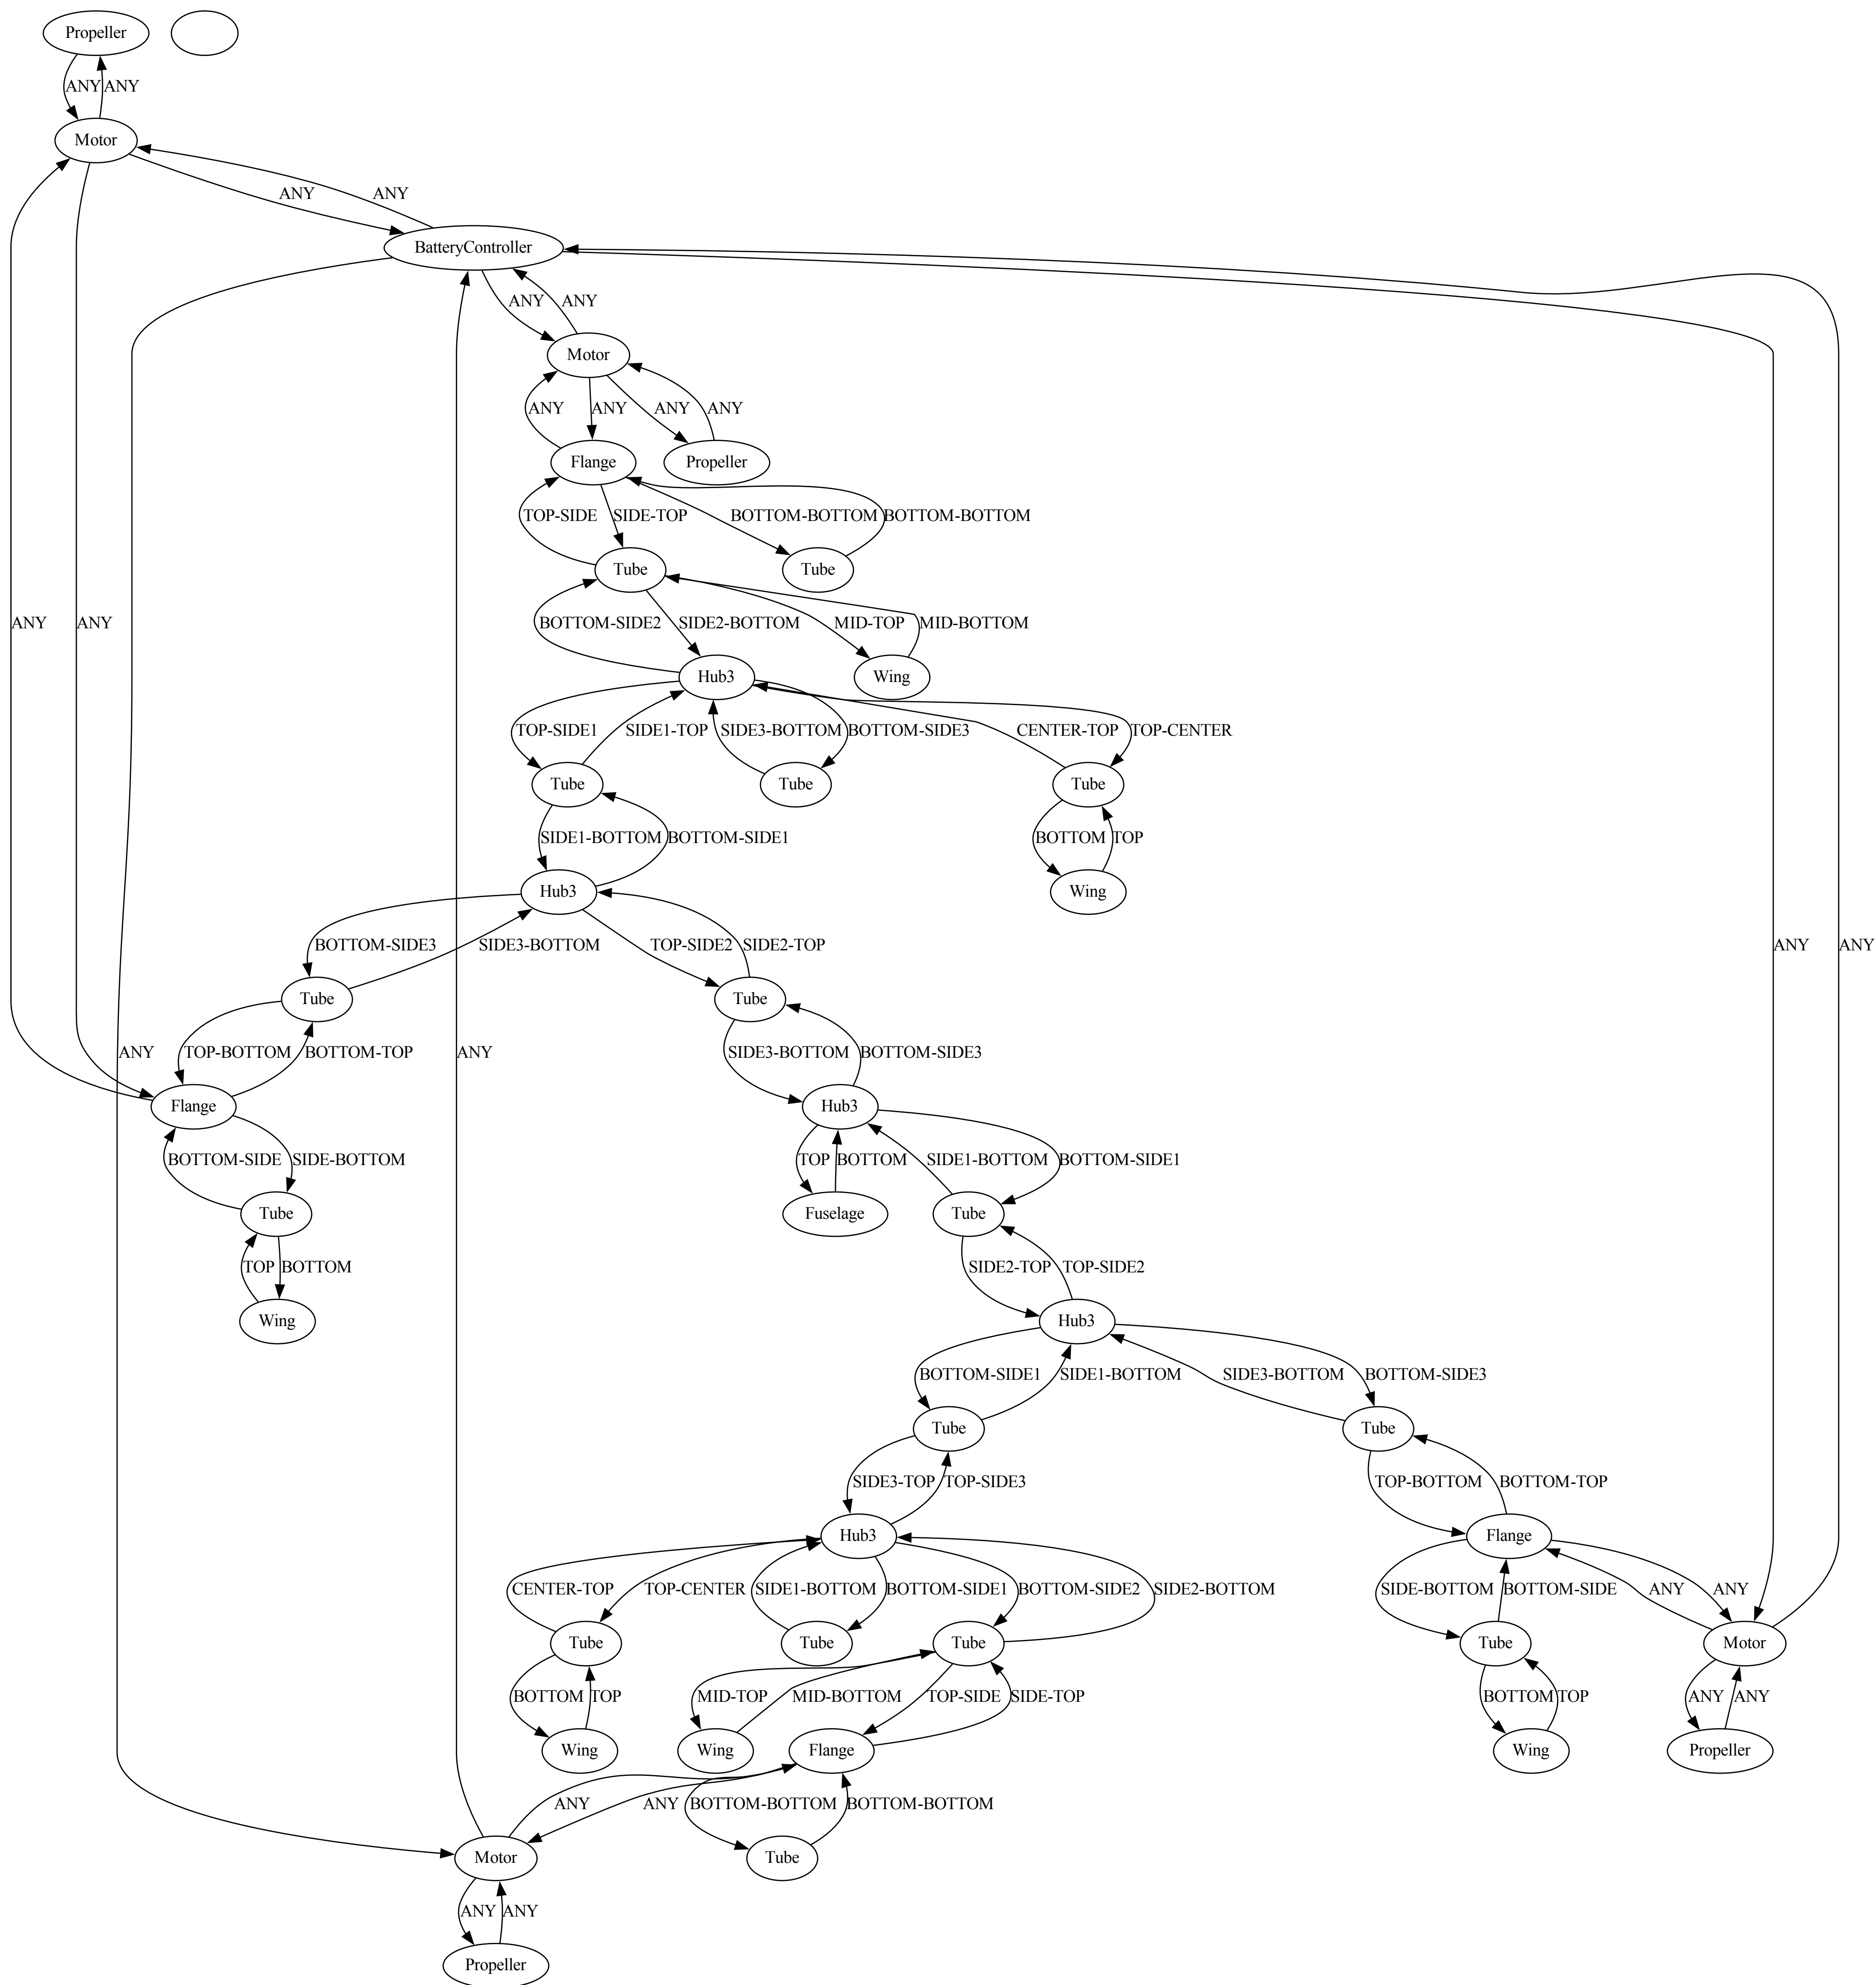 Propeller
ANY ANY
Motor
ANY ANY
BatteryController
ANY ANY
Motor
ANY ANY ANY ANY
Flange Propeller
TOP-SIDE SIDE-TOP BOTTOM-BOTTOM BOTTOM-BOTTOM
Tube Tube
ANY ANY BOTTOM-SIDE2 SIDE2-BOTTOM MID-TOP MID-BOTTOM
Hub3 Wing
TOP-SIDE1 SIDE1-TOP SIDE3-BOTTOM BOTTOM-SIDE3 CENTER-TOP TOP-CENTER
Tube Tube Tube
SIDE1-BOTTOM BOTTOM-SIDE1 BOTTOM TOP
Hub3 Wing
BOTTOM-SIDE3 SIDE3-BOTTOM TOP-SIDE2 SIDE2-TOP ANY ANY
Tube Tube
ANY TOP-BOTTOM BOTTOM-TOP ANY SIDE3-BOTTOM BOTTOM-SIDE3
Flange Hub3
BOTTOM-SIDE SIDE-BOTTOM TOP BOTTOM SIDE1-BOTTOM BOTTOM-SIDE1
Tube Fuselage Tube
TOP BOTTOM SIDE2-TOP TOP-SIDE2
Wing Hub3
BOTTOM-SIDE1 SIDE1-BOTTOM SIDE3-BOTTOM BOTTOM-SIDE3
Tube Tube
SIDE3-TOP TOP-SIDE3 TOP-BOTTOM BOTTOM-TOP
Hub3 Flange
CENTER-TOP TOP-CENTER SIDE1-BOTTOM BOTTOM-SIDE1 BOTTOM-SIDE2 SIDE2-BOTTOM SIDE-BOTTOM BOTTOM-SIDE ANY ANY
Tube Tube Tube Tube Motor
BOTTOM TOP MID-TOP MID-BOTTOM TOP-SIDE SIDE-TOP BOTTOM TOP ANY ANY
Wing Wing Flange Wing Propeller
ANY ANY BOTTOM-BOTTOM BOTTOM-BOTTOM
Motor Tube
ANY ANY
Propeller